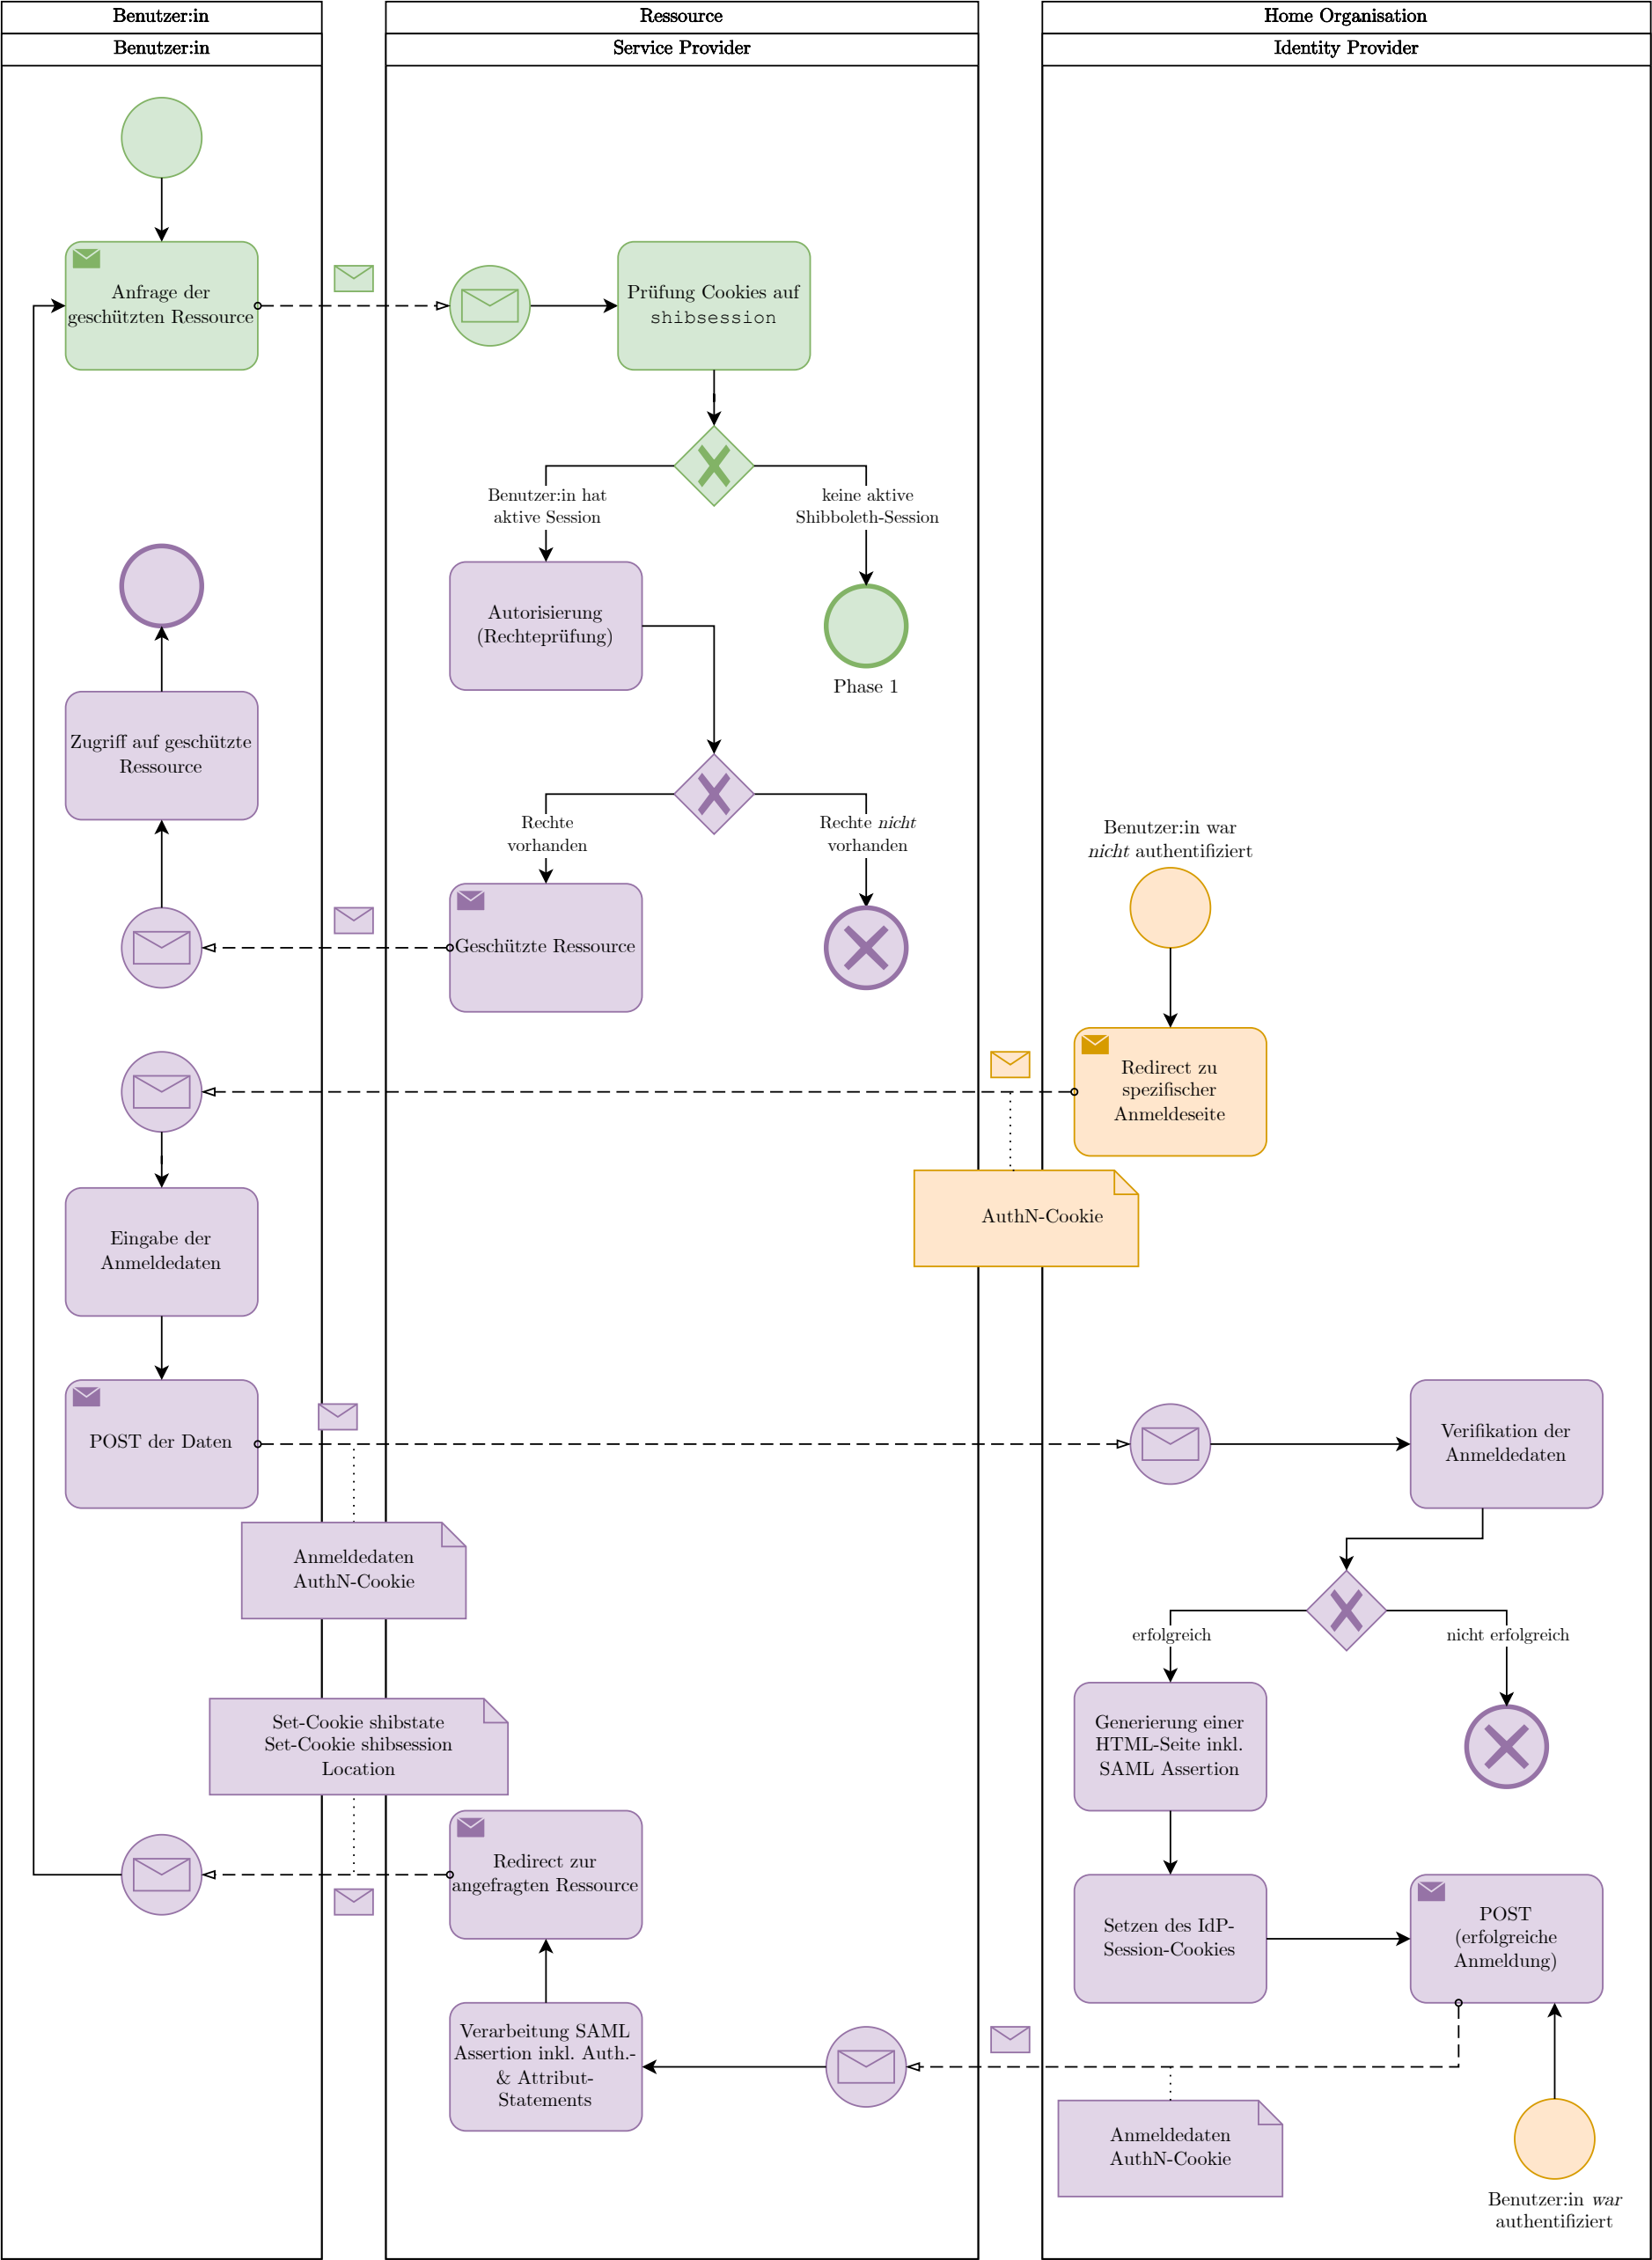 Benutzer:in
Ressource
Home Organisation
Benutzer:in
Service Provider
Identity Provider
Anfrage der
geschützten Ressource
Prüfung Cookies auf
shibsession
Benutzer:in hat
aktive Session
keine aktive
Shibboleth-Session
Autorisierung
(Rechteprüfung)
Phase 1
Zugriff auf geschützte
Ressource
Rechte
vorhanden
Rechte nicht
vorhanden
Benutzer:in war
nicht authentifiziert
Geschützte Ressource
Redirect zu
spezifischer
Anmeldeseite
AuthN-Cookie
Eingabe der
Anmeldedaten
POST der Daten
Verifikation der
Anmeldedaten
Anmeldedaten
AuthN-Cookie
erfolgreich
nicht erfolgreich
Set-Cookie shibstate
Set-Cookie shibsession
Location
Generierung einer
HTML-Seite inkl.
SAML Assertion
Redirect zur
angefragten Ressource
Setzen des IdP-
Session-Cookies
POST
(erfolgreiche
Anmeldung)
Verarbeitung SAML
Assertion inkl. Auth.-
& Attribut-
Statements
Anmeldedaten
AuthN-Cookie
Benutzer:in war
authentifiziert